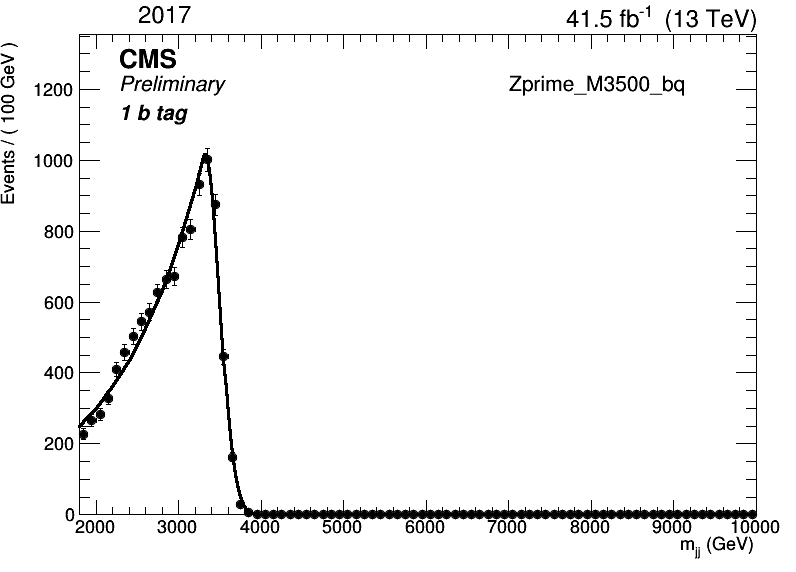 2017
41.5 fb-1 (13 TeV)
CMS
Preliminary
1 b tag
Zprime_M3500_bq
Events / ( 100 GeV )
1200
1000
800
600
400
200
0
2000 3000 4000 5000 6000 7000 8000 9000 10000
mjj (GeV)